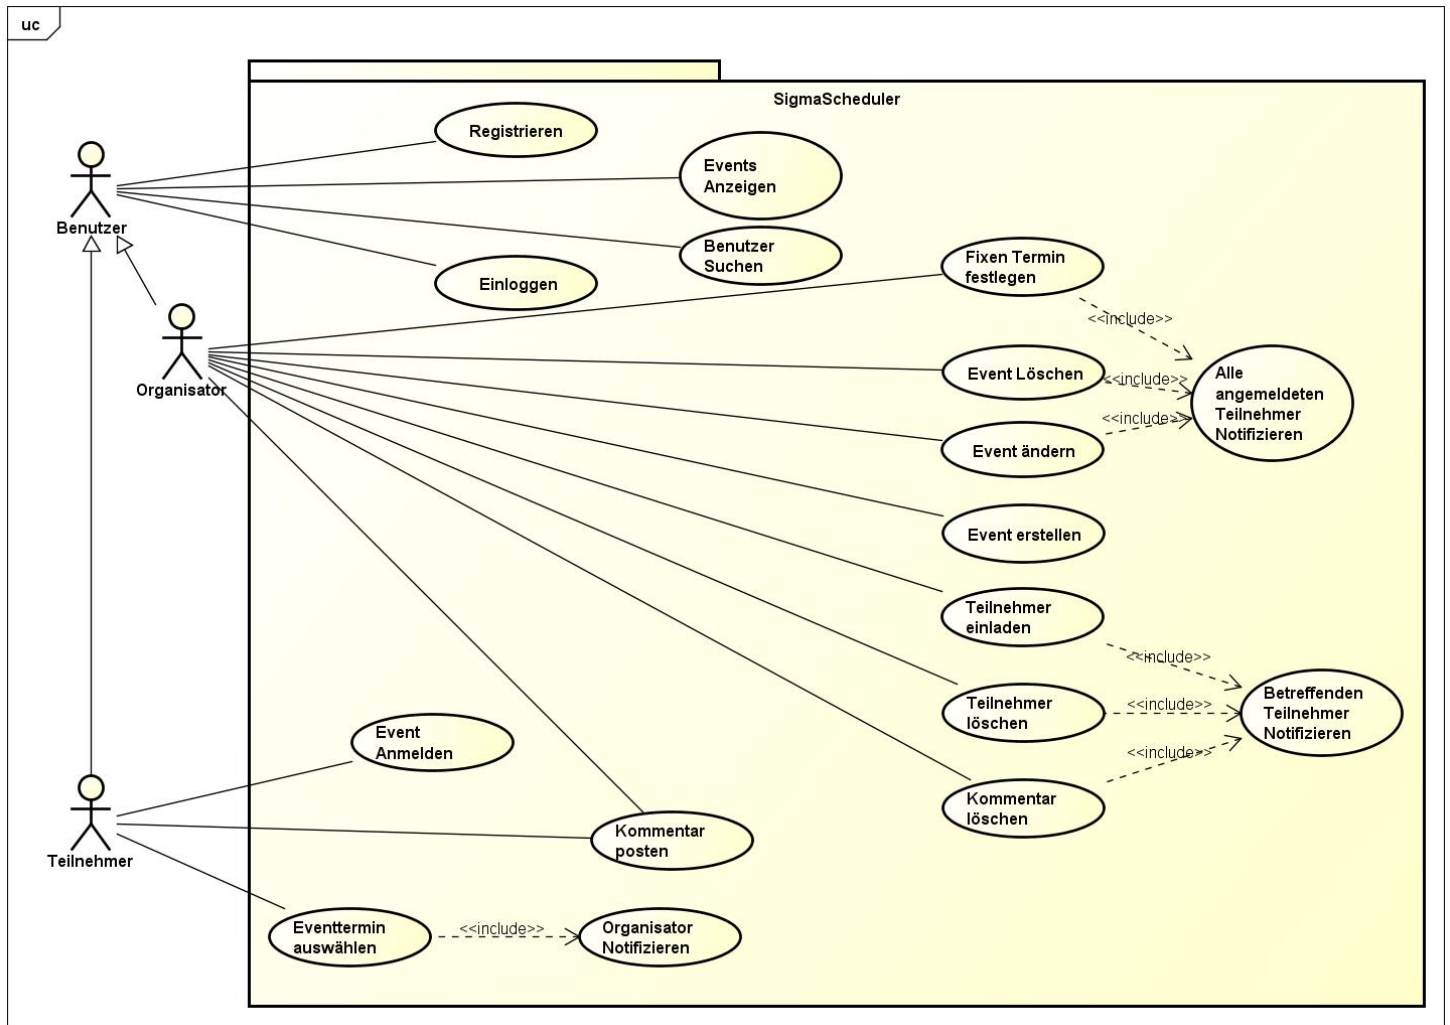 uc
SigmaScheduler
Registrieren
Events
Anzeigen
Benutzer
Benutzer
Suchen
Einloggen
Fixen Termin
festlegen
<<include>>
Organisator
Event Löschen
<<include>>
Alle
angemeldeten
Teilnehmer
Notifizieren
Event ändern
<<include>>
Event erstellen
Teilnehmer
einladen
<<include>>
Teilnehmer
löschen
<<include>>
Betreffenden
Teilnehmer
Notifizieren
Kommentar
löschen
<<include>>
Event
Anmelden
Teilnehmer
Kommentar
posten
Eventtermin
auswählen
<<include>>
Organisator
Notifizieren